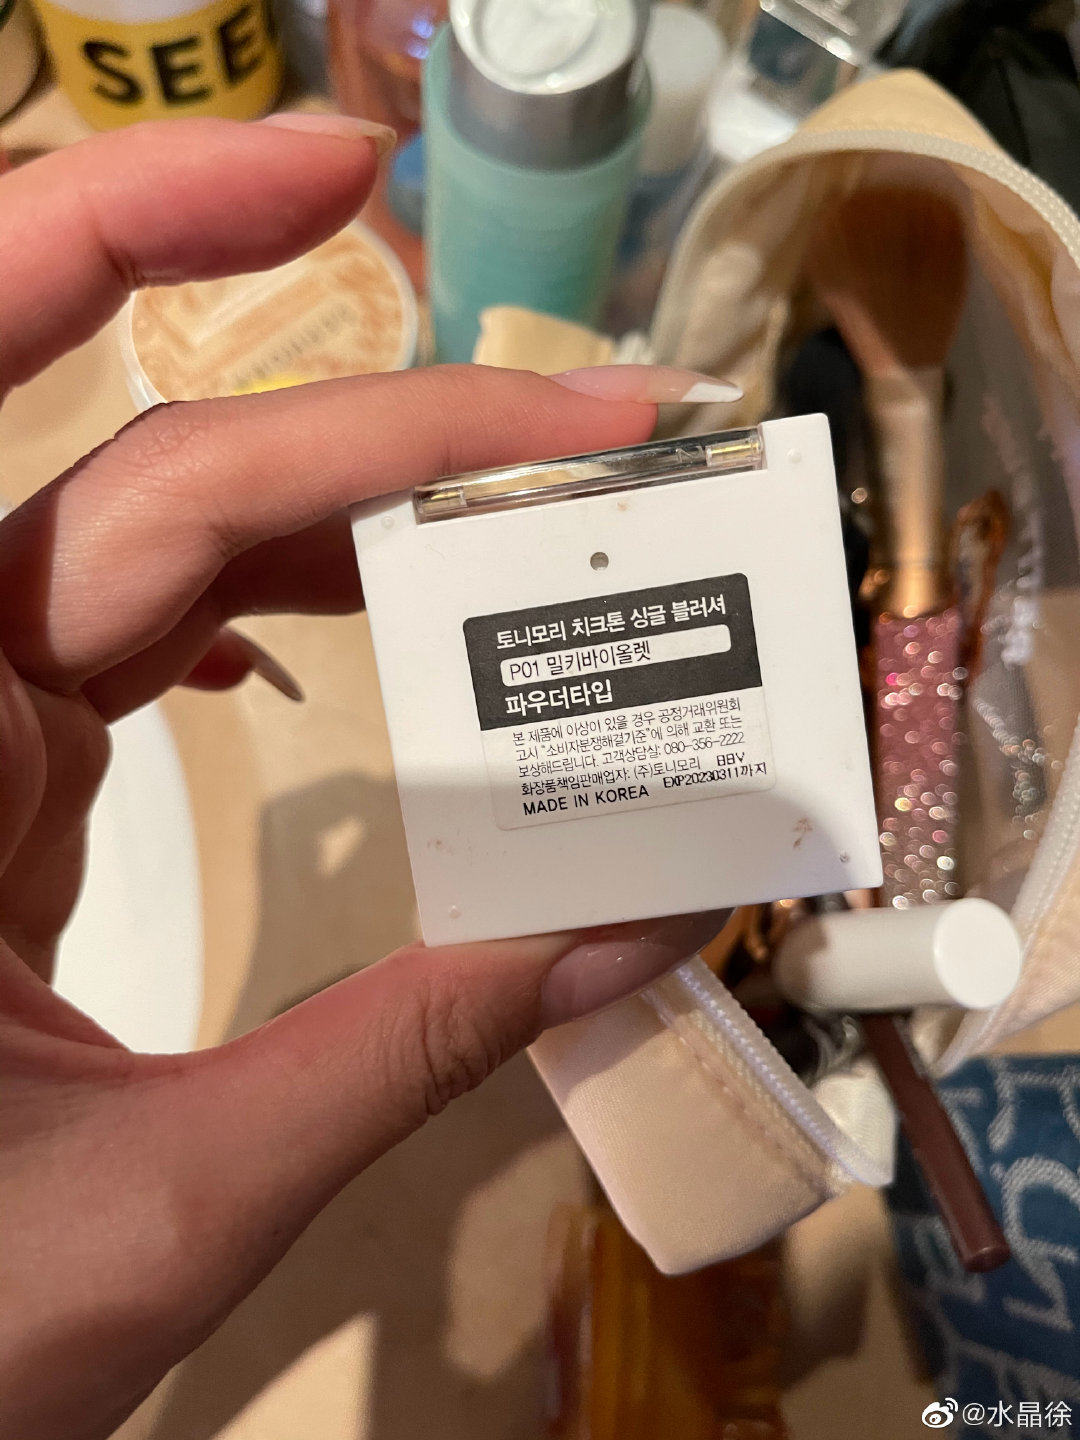 SEE
토니모리 치크톤 싱글 블러셔
P01 밀키바이올렛
파우더타입
본 제품에 이상이 있을 경우 공정거래위원회
고시 "소비자분쟁해결기준"에 의해 교환 또는
보상해드립니다. 고객상담실: 080-356-2222
화장품책임판매업자: (주)토니모리 BBV
MADE IN KOREA EXP20230311까지
@水晶徐